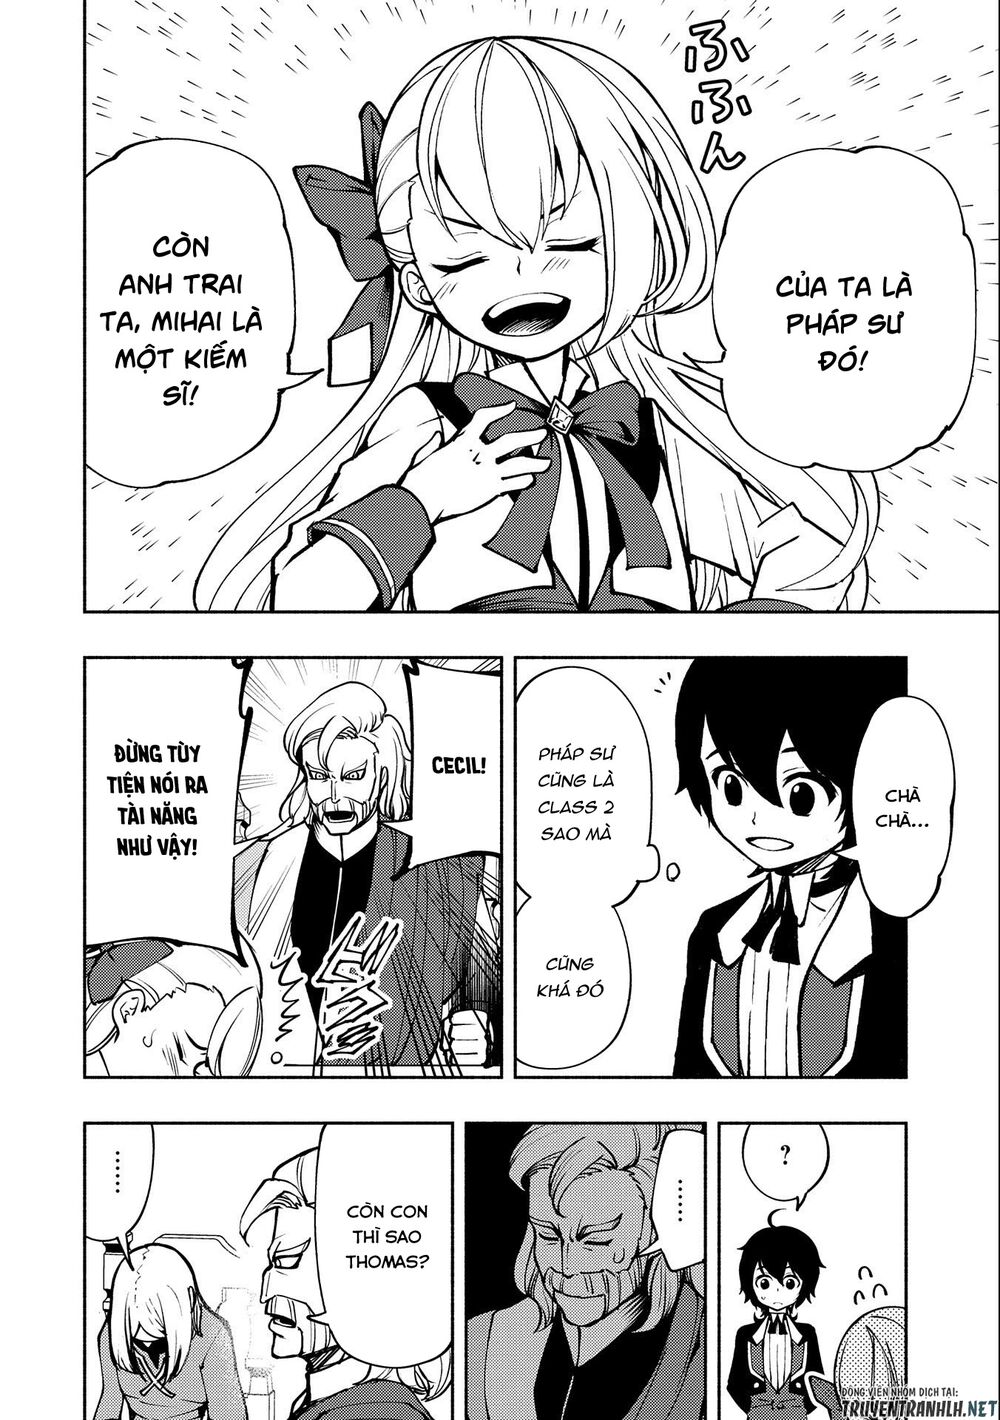 ふふふん
CỦA TA LÀ
PHÁP SƯ
ĐÓ!
CÒN
ANH TRAI
TA, MIHAI LÀ
MỘT KIẾM
SĨ!
CHÀ
CHÀ...
PHÁP SƯ
CŨNG LÀ
CLASS 2
SAO MÀ
CŨNG
KHÁ ĐÓ
CECIL!
ĐỪNG TÙY
TIỆN NÓI RA
TÀI NĂNG
NHƯ VẬY!
?
......
CÒN CON
THÌ SAO
THOMAS?
......
ĐỘNG VIÊN NHÓM DỊCH TẠI:
TRUYENTRANHLH.NET